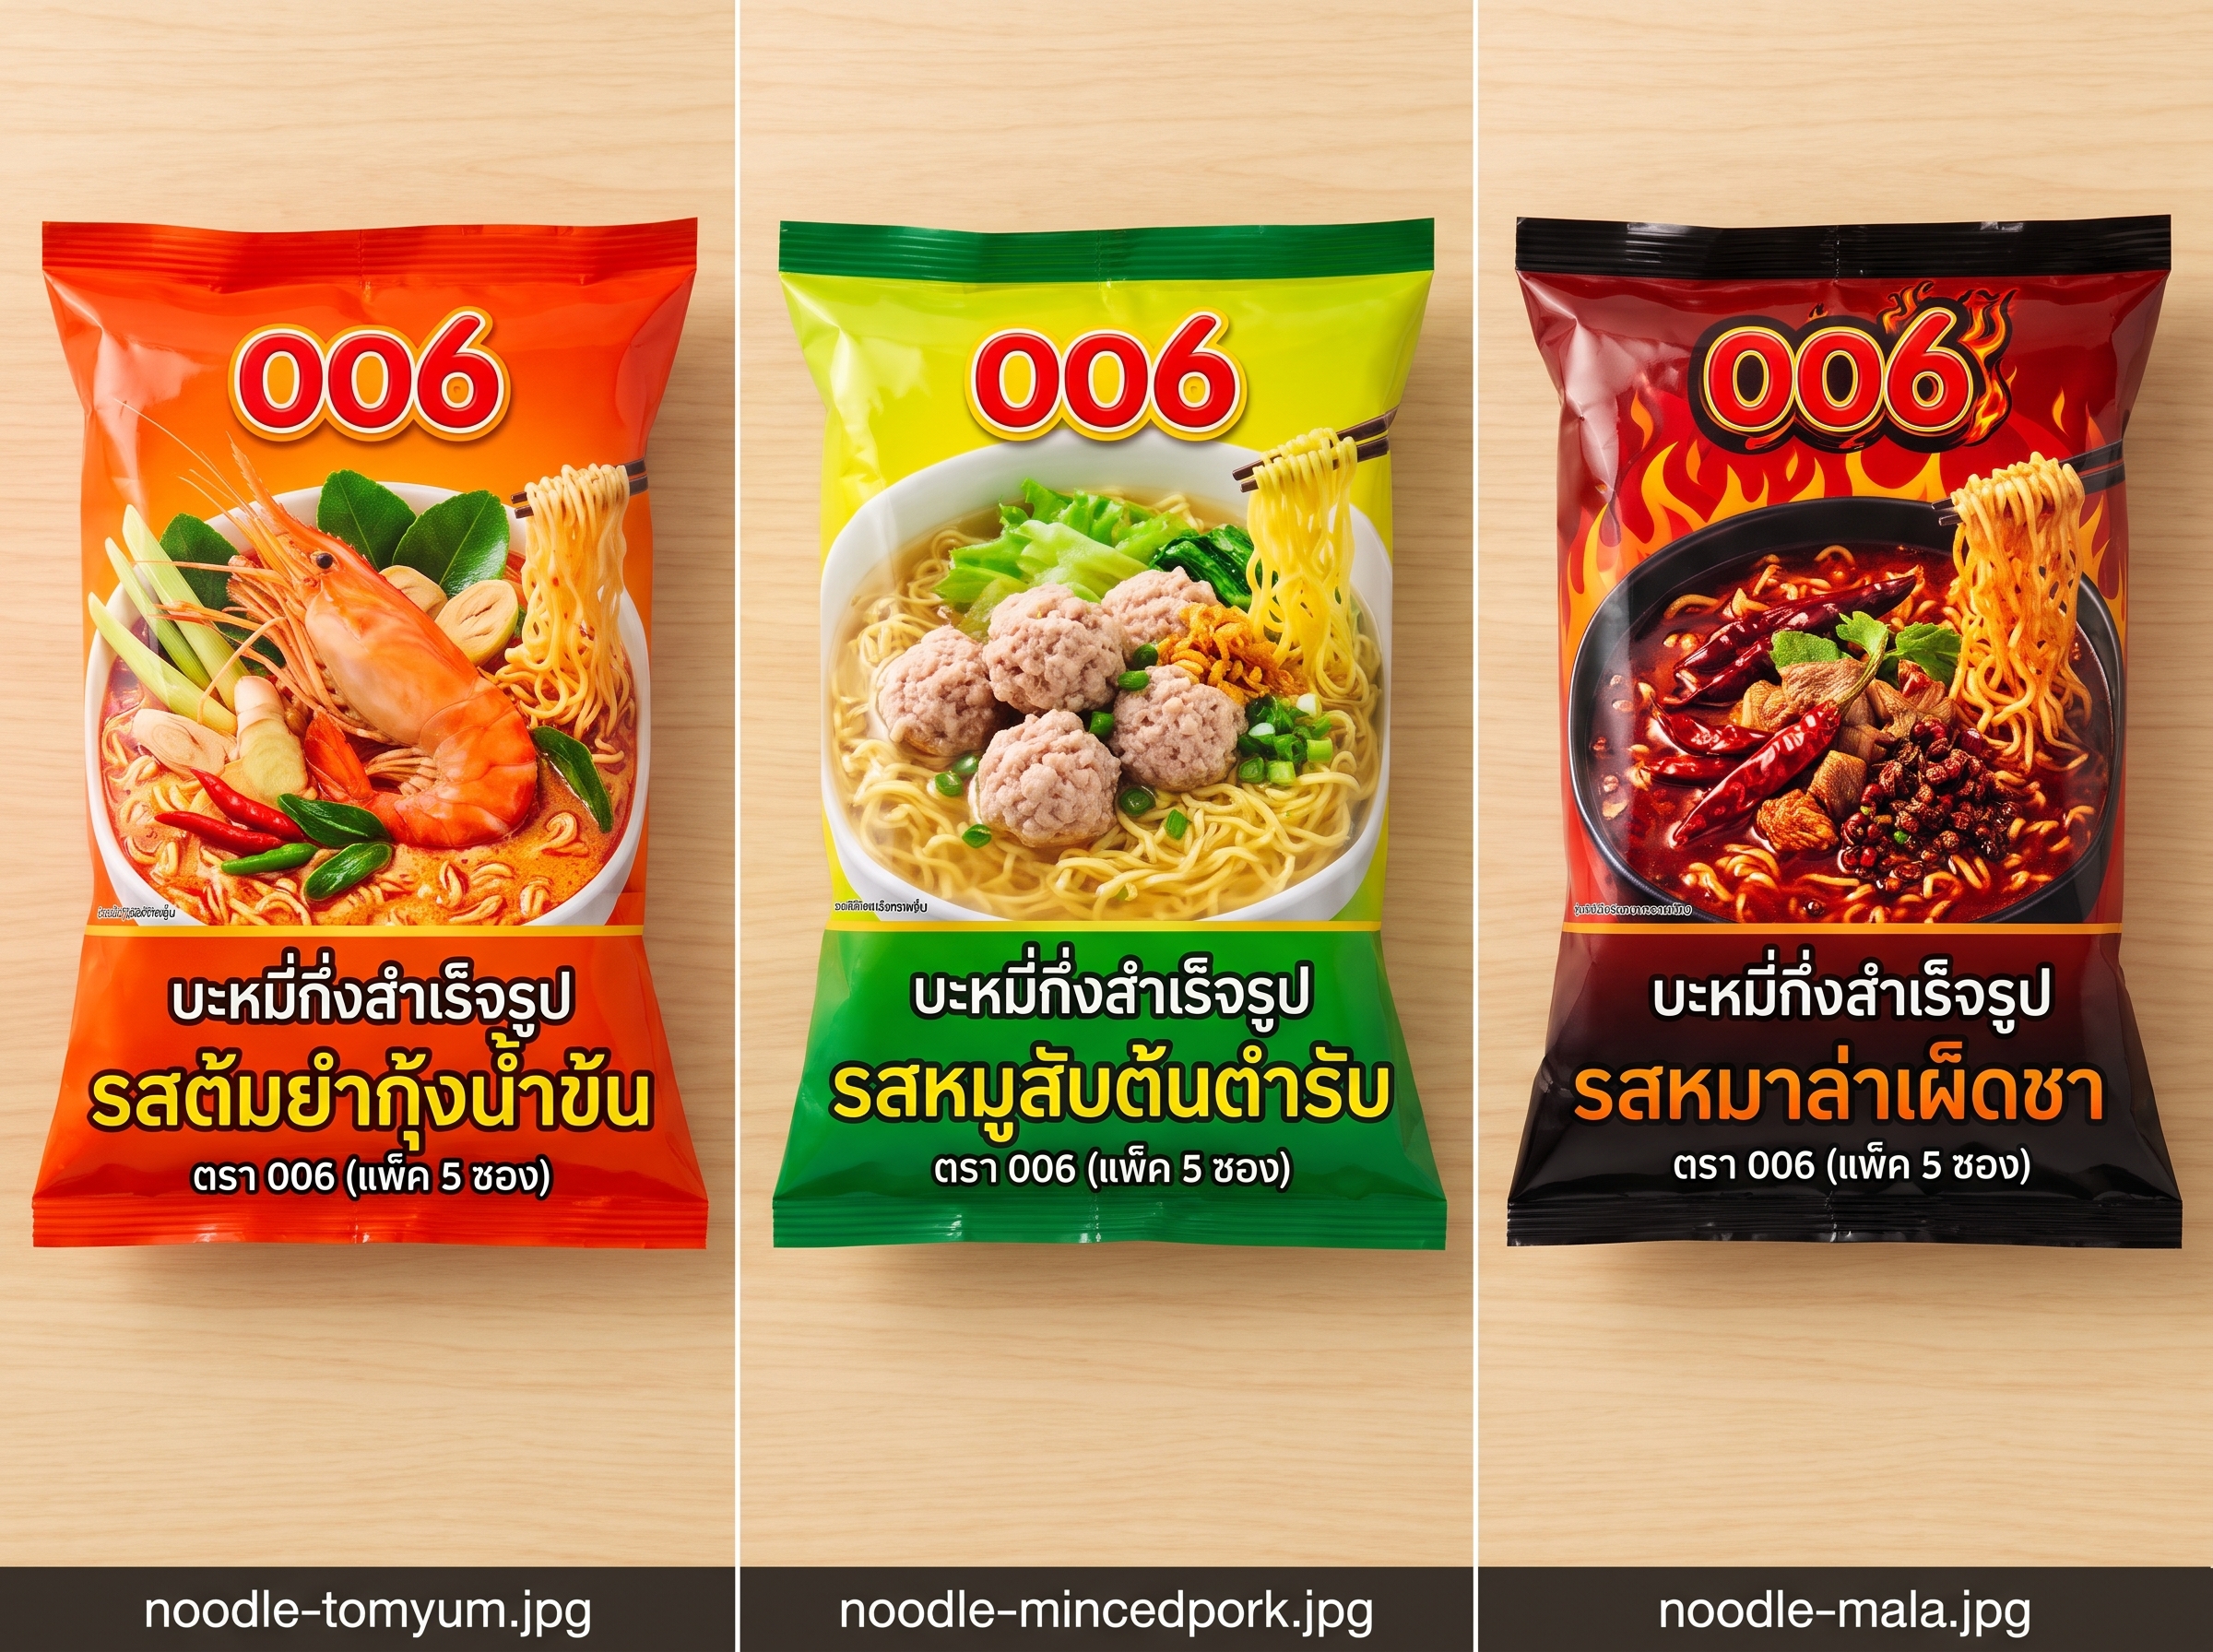 006
บะหมี่กึ่งสำเร็จรูป
รสต้มยำกุ้งน้ำข้น
ตรา 006 (แพ็ค 5 ซอง)
noodle-tomyum.jpg
006
บะหมี่กึ่งสำเร็จรูป
รสหมูสับต้นตำรับ
ตรา 006 (แพ็ค 5 ซอง)
noodle-mincedpork.jpg
006
บะหมี่กึ่งสำเร็จรูป
รสหมาล่าเผ็ดชา
ตรา 006 (แพ็ค 5 ซอง)
noodle-mala.jpg